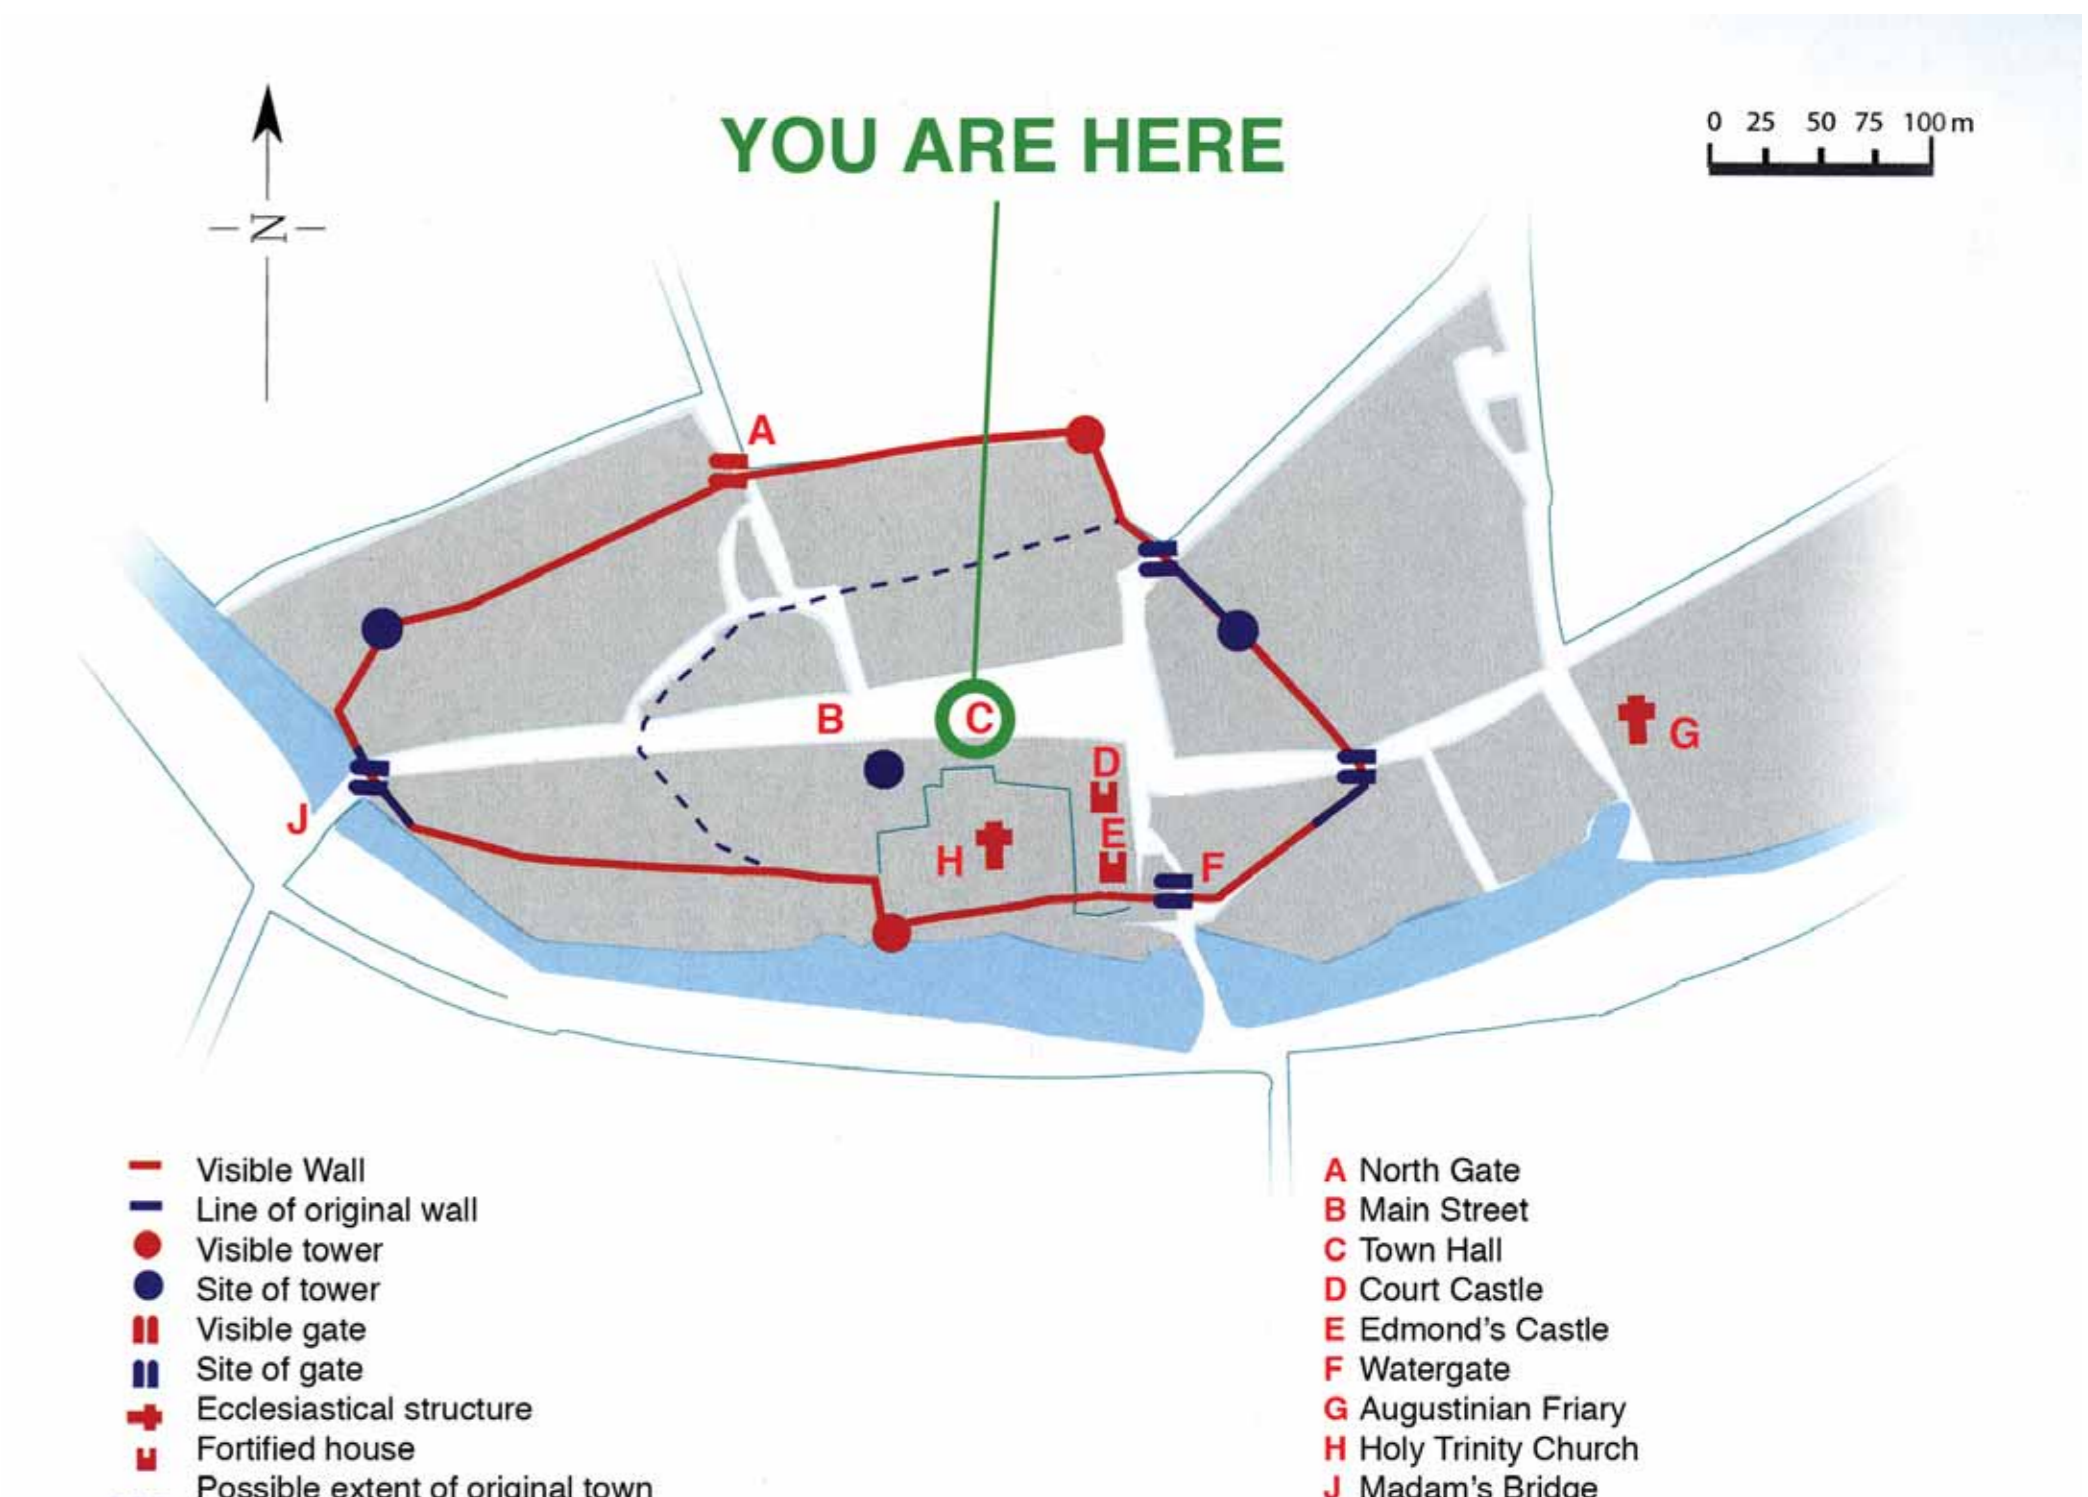 YOU ARE HERE
0 25 50 75 100 m
N
A
B
C
D
E
F
G
H
J
Visible Wall
Line of original wall
Visible tower
Site of tower
Visible gate
Site of gate
Ecclesiastical structure
Fortified house
Possible extent of original town
A North Gate
B Main Street
C Town Hall
D Court Castle
E Edmond's Castle
F Watergate
G Augustinian Friary
H Holy Trinity Church
J Madam's Bridge